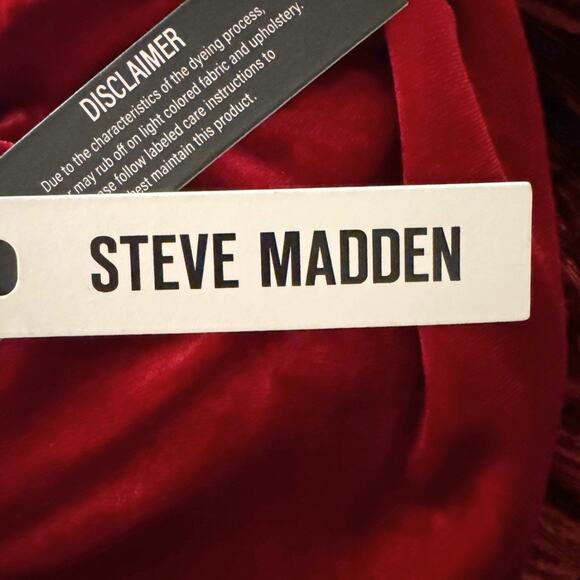 DISCLAIMER
Due to the characteristics of the dyeing process,
may rub off on light colored fabric and upholstery.
follow labeled care instructions to
best maintain this product.
STEVE MADDEN